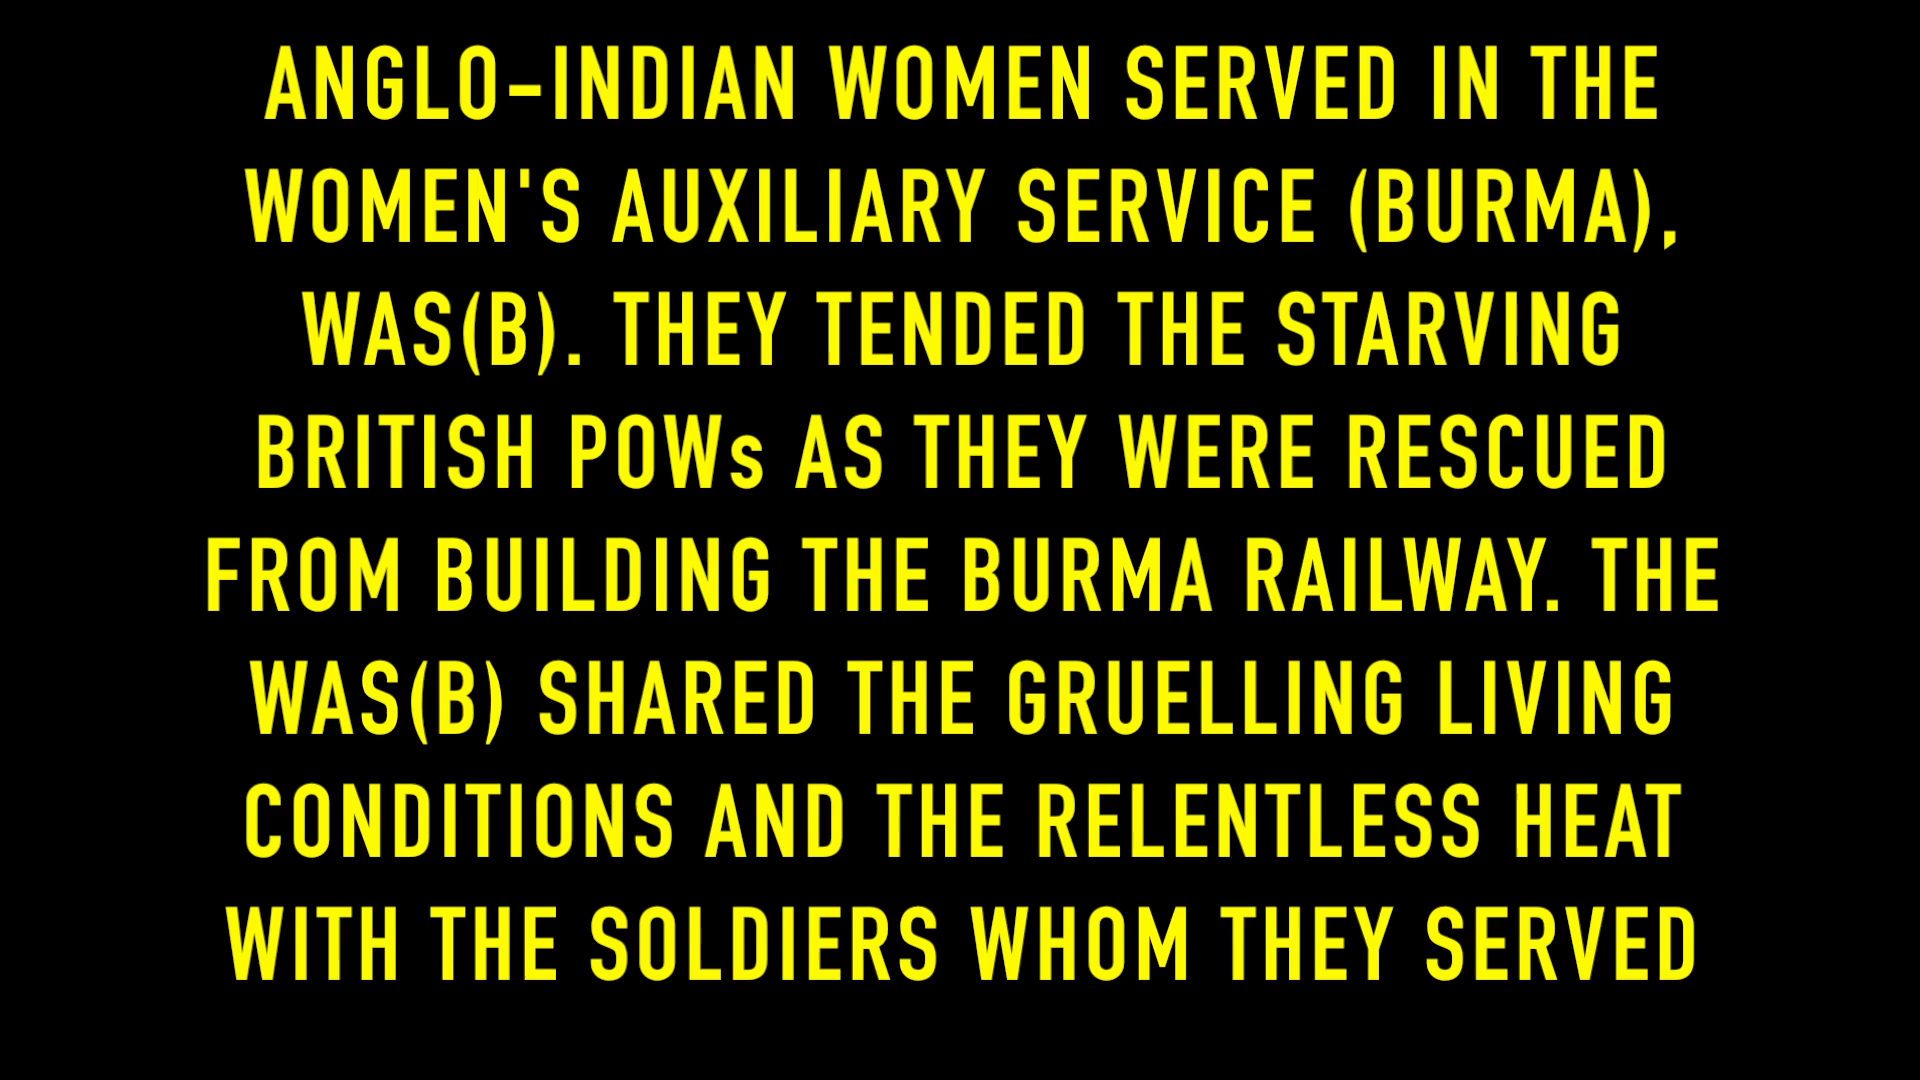 ANGLO-INDIAN WOMEN SERVED IN THE
WOMEN'S AUXILIARY SERVICE (BURMA),
WAS(B). THEY TENDED THE STARVING
BRITISH POWs AS THEY WERE RESCUED
FROM BUILDING THE BURMA RAILWAY. THE
WAS(B) SHARED THE GRUELLING LIVING
CONDITIONS AND THE RELENTLESS HEAT
WITH THE SOLDIERS WHOM THEY SERVED